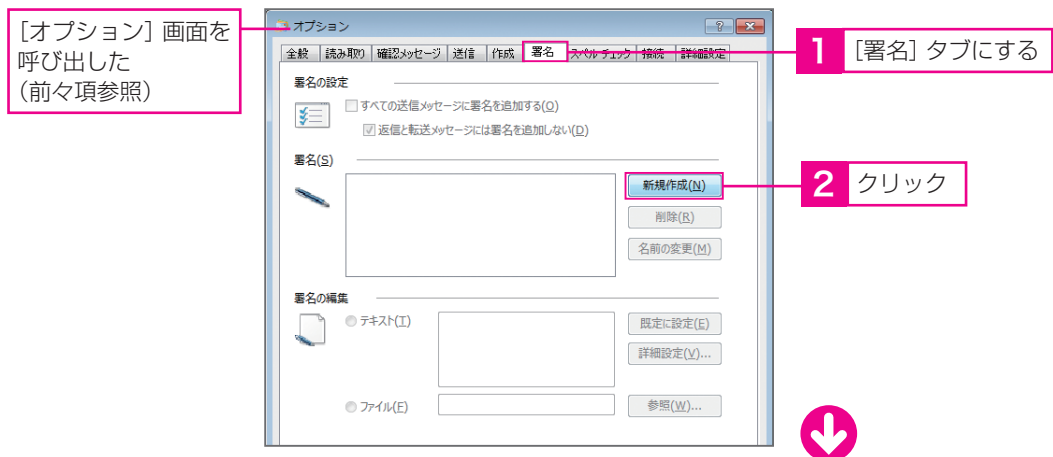 [オプション] 画面を
呼び出した
(前々項参照)
オプション
全般 読み取り 確認メッセージ 送信 作成 署名 スペル チェック 接続 詳細設定
1 [署名] タブにする
署名の設定
すべての送信メッセージに署名を追加する(O)
返信と転送メッセージには署名を追加しない(D)
署名(S)
新規作成(N)
2 クリック
削除(R)
名前の変更(M)
署名の編集
テキスト(T)
既定に設定(E)
詳細設定(V)...
ファイル(F)
参照(W)...